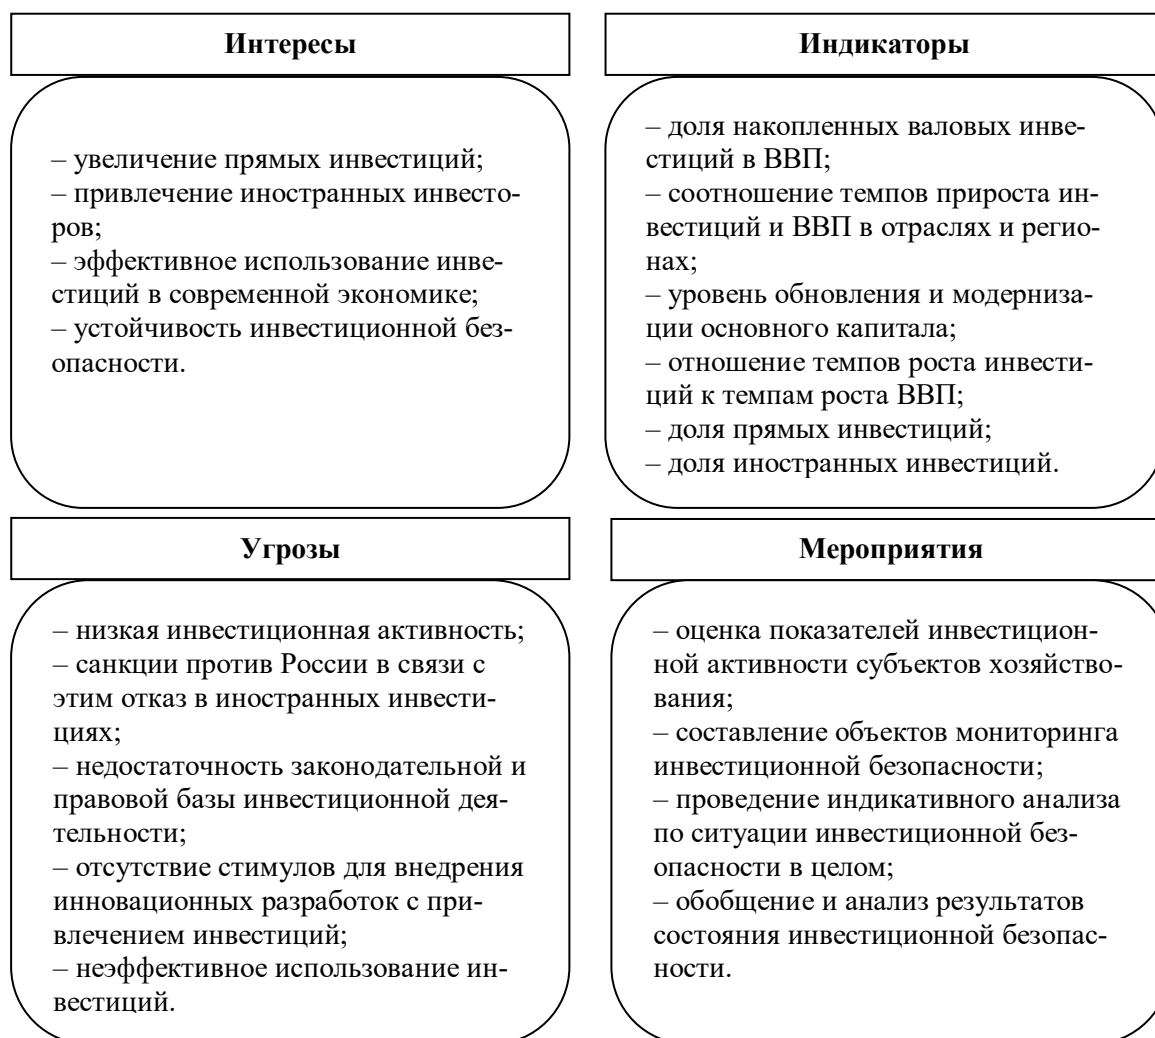 Интересы
– увеличение прямых инвестиций;
– привлечение иностранных инвесто-
ров;
– эффективное использование инве-
стиций в современной экономике;
– устойчивость инвестиционной без-
опасности.
Индикаторы
– доля накопленных валовых инве-
стиций в ВВП;
– соотношение темпов прироста ин-
вестиций и ВВП в отраслях и регио-
нах;
– уровень обновления и модерниза-
ции основного капитала;
– отношение темпов роста инвести-
ций к темпам роста ВВП;
– доля прямых инвестиций;
– доля иностранных инвестиций.
Угрозы
– низкая инвестиционная активность;
– санкции против России в связи с
этим отказ в иностранных инвести-
циях;
– недостаточность законодательной и
правовой базы инвестиционной дея-
тельности;
– отсутствие стимулов для внедрения
инновационных разработок с при-
влечением инвестиций;
– неэффективное использование ин-
вестиций.
Мероприятия
– оценка показателей инвестицион-
ной активности субъектов хозяйство-
вания;
– составление объектов мониторинга
инвестиционной безопасности;
– проведение индикативного анализа
по ситуации инвестиционной без-
опасности в целом;
– обобщение и анализ результатов
состояния инвестиционной безопас-
ности.